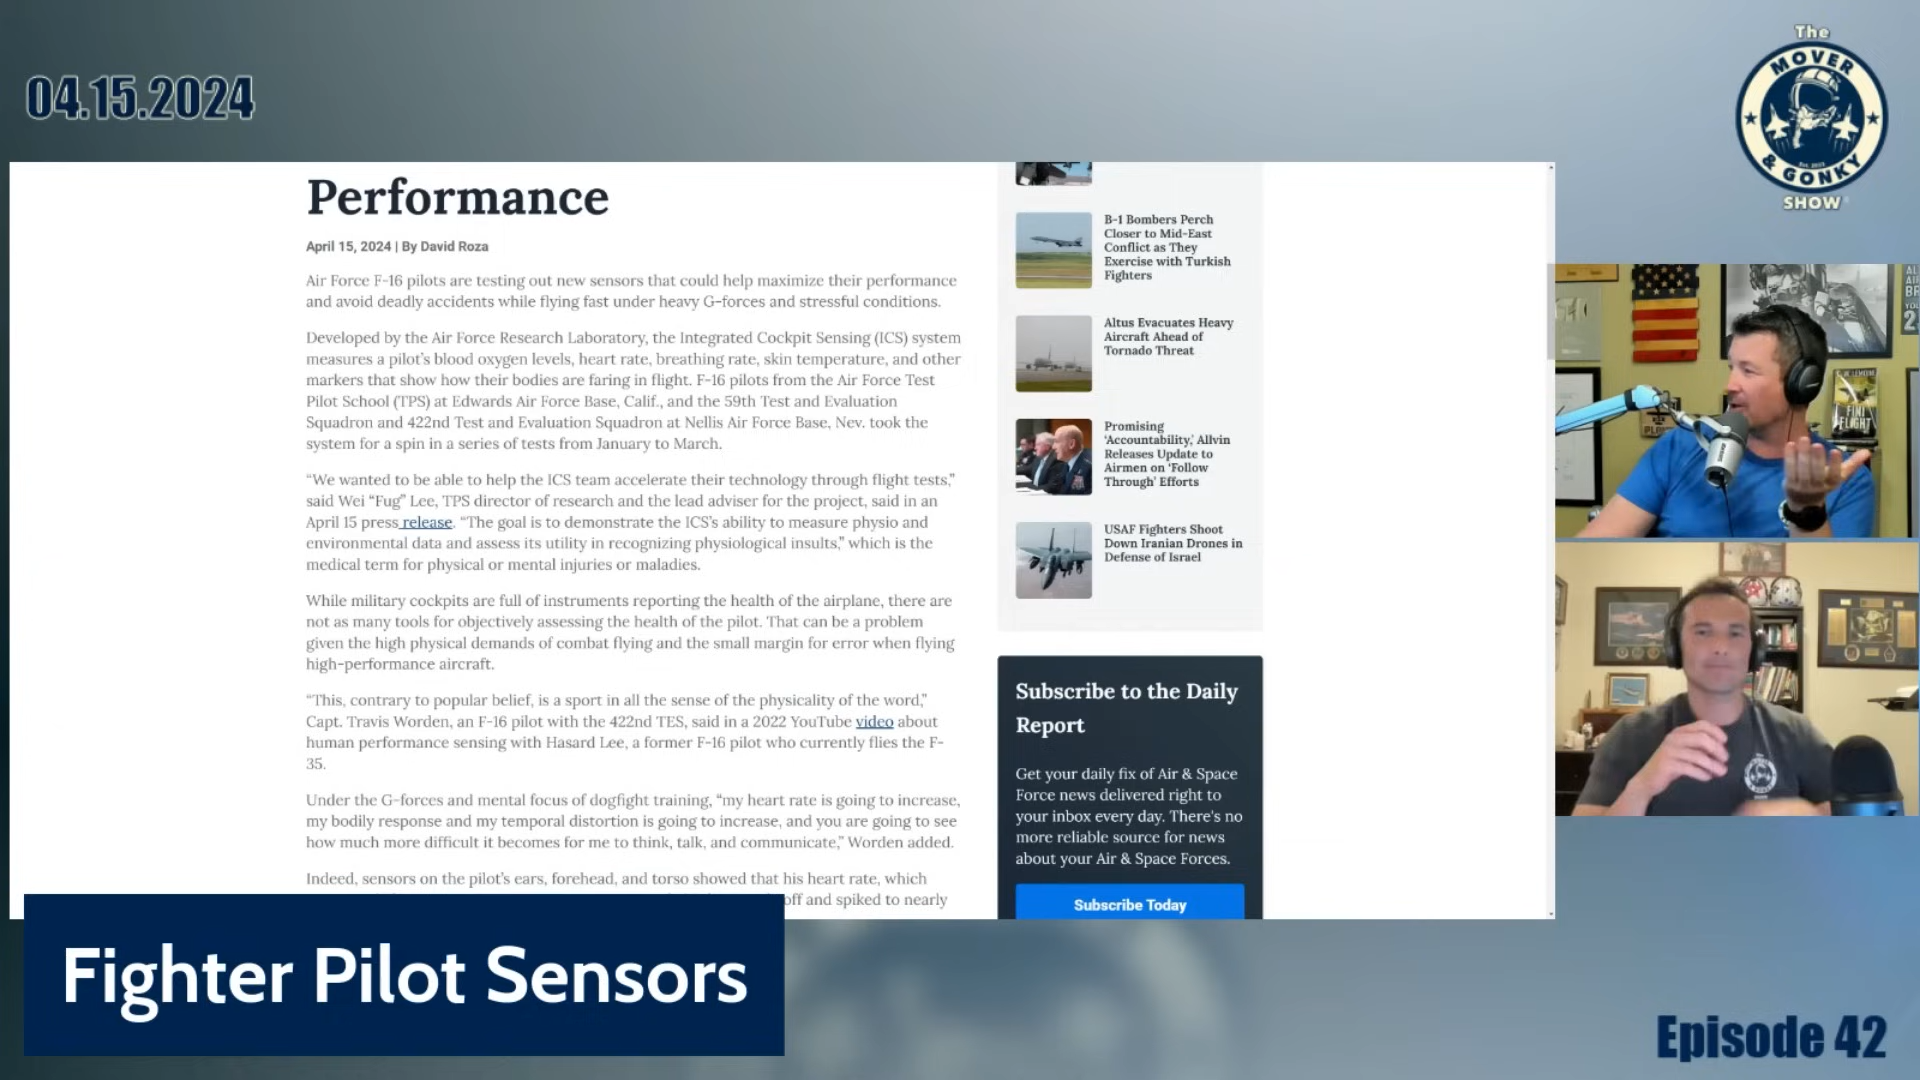 04.15.2024
The
MOVER
& GONKY
SHOW
Performance
April 15, 2024 | By David Roza
Air Force F-16 pilots are testing out new sensors that could help maximize their performance
and avoid deadly accidents while flying fast under heavy G-forces and stressful conditions.
Developed by the Air Force Research Laboratory, the Integrated Cockpit Sensing (ICS) system
measures a pilot’s blood oxygen levels, heart rate, breathing rate, skin temperature, and other
markers that show how their bodies are faring in flight. F-16 pilots from the Air Force Test
Pilot School (TPS) at Edwards Air Force Base, Calif., and the 59th Test and Evaluation
Squadron and 422nd Test and Evaluation Squadron at Nellis Air Force Base, Nev. took the
system for a spin in a series of tests from January to March.
“We wanted to be able to help the ICS team accelerate their technology through flight tests,”
said Wei “Fug” Lee, TPS director of research and the lead adviser for the project, said in an
April 15 press release. “The goal is to demonstrate the ICS’s ability to measure physio and
environmental data and assess its utility in recognizing physiological insults,” which is the
medical term for physical or mental injuries or maladies.
While military cockpits are full of instruments reporting the health of the airplane, there are
not as many tools for objectively assessing the health of the pilot. That can be a problem
given the high physical demands of combat flying and the small margin for error when flying
high-performance aircraft.
“This, contrary to popular belief, is a sport in all the sense of the physicality of the word,”
Capt. Travis Worden, an F-16 pilot with the 422nd TES, said in a 2022 YouTube video about
human performance sensing with Hasard Lee, a former F-16 pilot who currently flies the F-
35.
Under the G-forces and mental focus of dogfight training, “my heart rate is going to increase,
my bodily response and my temporal distortion is going to increase, and you are going to see
how much more difficult it becomes for me to think, talk, and communicate,” Worden added.
Indeed, sensors on the pilot’s ears, forehead, and torso showed that his heart rate, which
off and spiked to nearly
B-1 Bombers Perch
Closer to Mid-East
Conflict as They
Exercise with Turkish
Fighters
Altus Evacuates Heavy
Aircraft Ahead of
Tornado Threat
Promising
‘Accountability,’ Allvin
Releases Update to
Airmen on ‘Follow
Through’ Efforts
USAF Fighters Shoot
Down Iranian Drones in
Defense of Israel
Subscribe to the Daily
Report
Get your daily fix of Air & Space
Force news delivered right to
your inbox every day. There's no
more reliable source for news
about your Air & Space Forces.
Subscribe Today
FINI
FLIGHT
Fighter Pilot Sensors
Episode 42